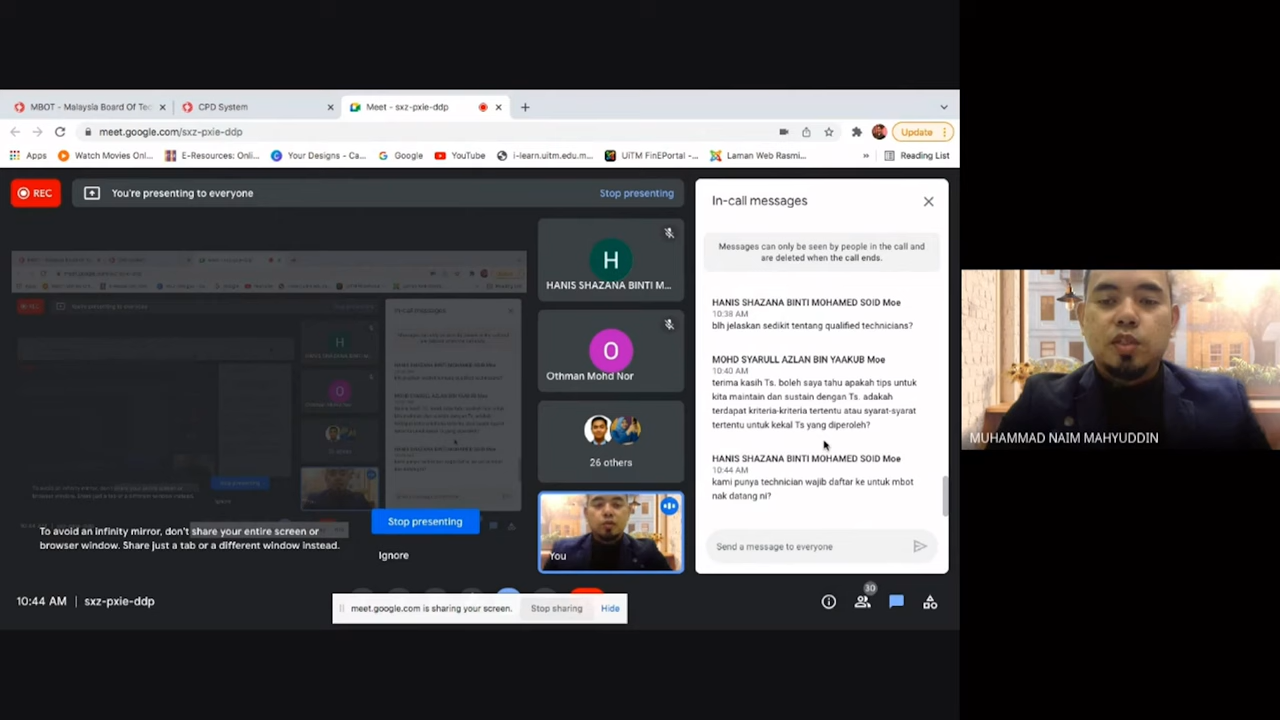 MBOT - Malaysia Board Of Tec
CPD System
Meet - sxz-pxie-ddp
meet.google.com/sxz-pxie-ddp
Update
Apps
Watch Movies Onl...
E-Resources: Onli...
Your Designs - Ca...
Google
YouTube
i-learn.uitm.edu.m...
UiTM FinEPortal -...
Laman Web Rasmi...
»
Reading List
REC
You're presenting to everyone
Stop presenting
In-call messages
Messages can only be seen by people in the call and
are deleted when the call ends.
H
HANIS SHAZANA BINTI M...
O
Othman Mohd Nor
26 others
You
HANIS SHAZANA BINTI MOHAMED SOID Moe
10:38 AM
blh jelaskan sedikit tentang qualified technicians?
MOHD SYARULL AZLAN BIN YAAKUB Moe
10:40 AM
terima kasih Ts. boleh saya tahu apakah tips untuk
kita maintain dan sustain dengan Ts. adakah
terdapat kriteria-kriteria tertentu atau syarat-syarat
tertentu untuk kekal Ts yang diperoleh?
HANIS SHAZANA BINTI MOHAMED SOID Moe
10:44 AM
kami punya technician wajib daftar ke untuk mbot
nak datang ni?
Send a message to everyone
To avoid an infinity mirror, don't share your entire screen or
browser window. Share just a tab or a different window instead.
Stop presenting
Ignore
10:44 AM | sxz-pxie-ddp
meet.google.com is sharing your screen.
Stop sharing
Hide
30
MUHAMMAD NAIM MAHYUDDIN